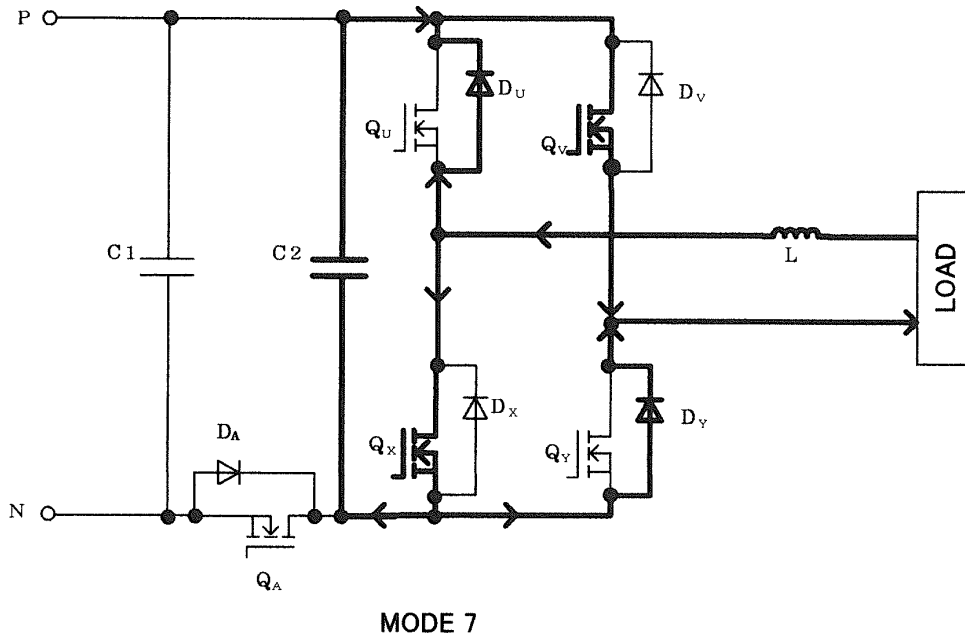 P
D_U
D_V
Q_U
Q_V
C1
C2
L
LOAD
D_X
D_Y
D_A
Q_X
Q_Y
N
Q_A
MODE 7